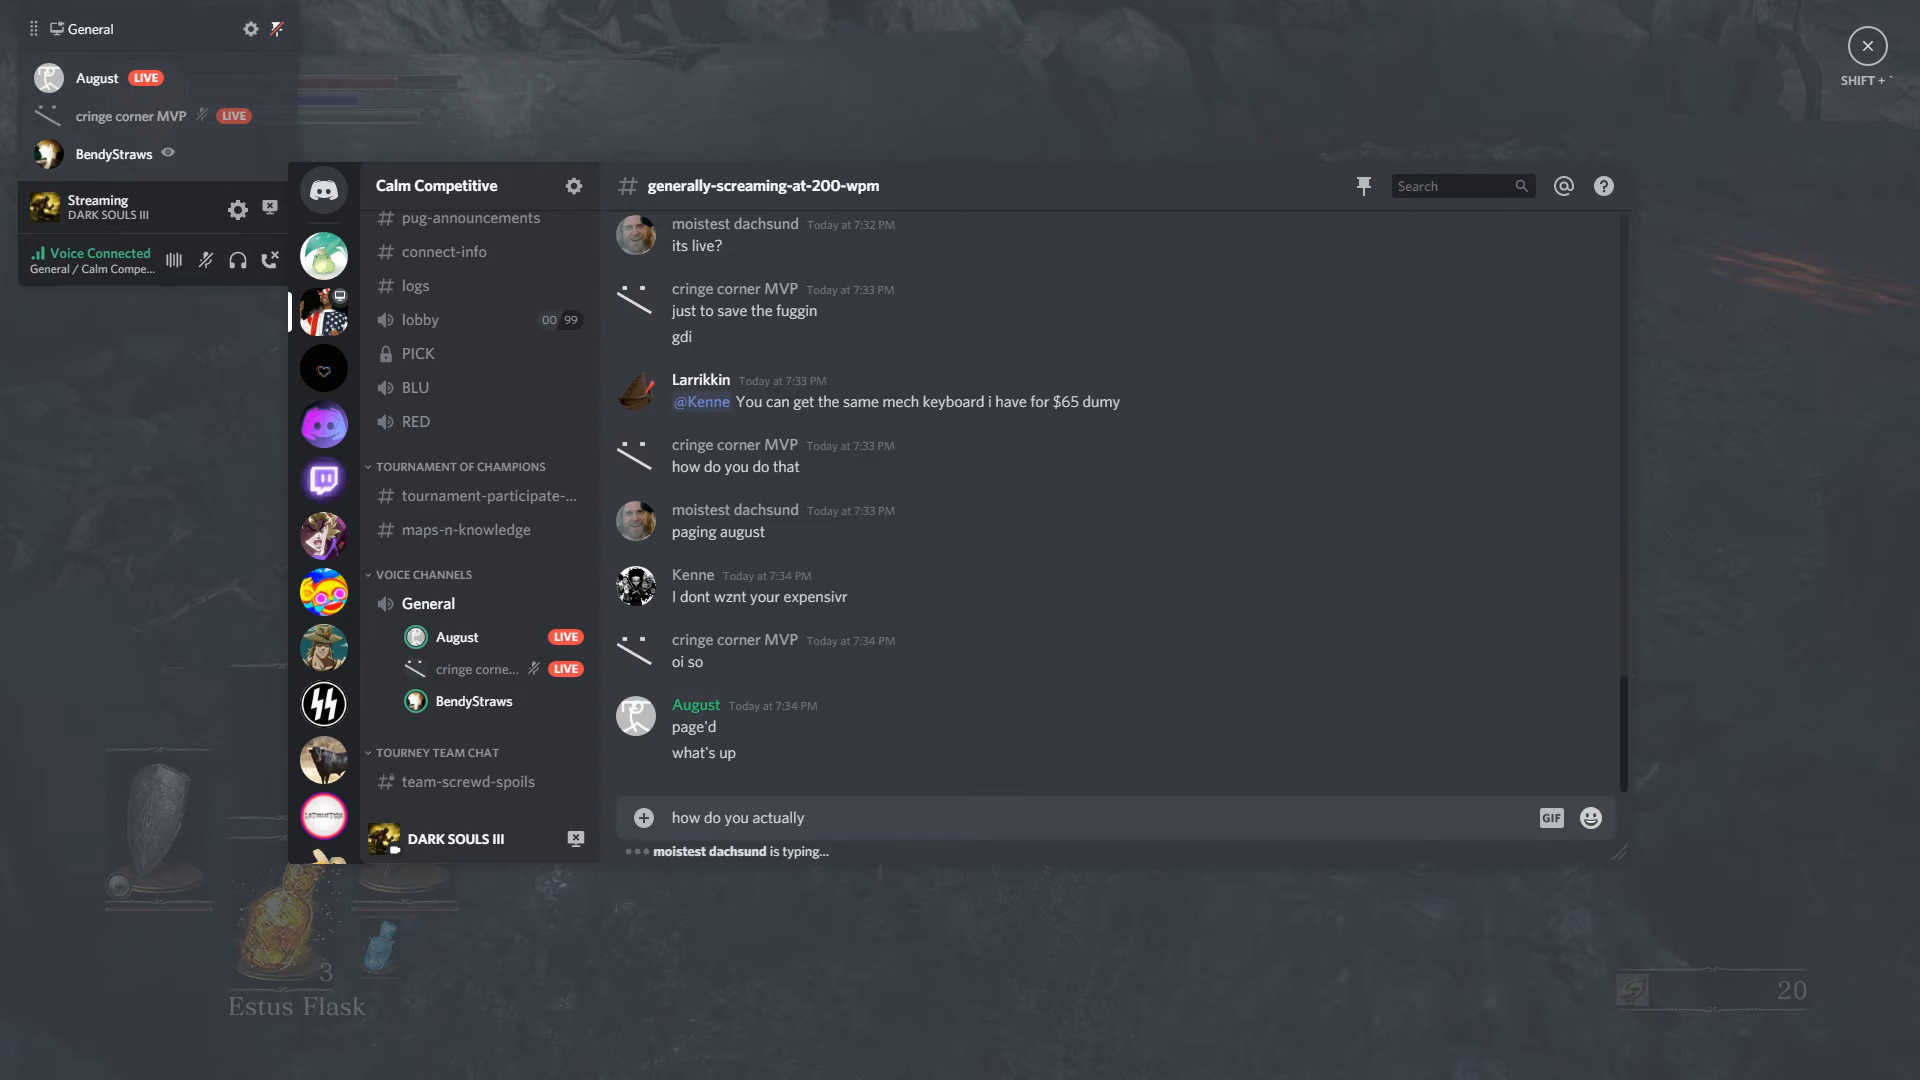 General
August LIVE
cringe corner MVP LIVE
BendyStraws
Streaming
DARK SOULS III
Voice Connected
General / Calm Compe...
SHIFT + `
Calm Competitive
pug-announcements
connect-info
logs
lobby 00 99
PICK
BLU
RED
TOURNAMENT OF CHAMPIONS
tournament-participate-...
maps-n-knowledge
VOICE CHANNELS
General
August LIVE
cringe corne... LIVE
BendyStraws
TOURNEY TEAM CHAT
team-screwd-spoils
DARK SOULS III
# generally-screaming-at-200-wpm
Search
moistest dachsund Today at 7:32 PM
its live?
cringe corner MVP Today at 7:33 PM
just to save the fuggin
gdi
Larrikkin Today at 7:33 PM
@Kenne You can get the same mech keyboard i have for $65 dumy
cringe corner MVP Today at 7:33 PM
how do you do that
moistest dachsund Today at 7:33 PM
paging august
Kenne Today at 7:34 PM
I dont wznt your expensivr
cringe corner MVP Today at 7:34 PM
oi so
August Today at 7:34 PM
page'd
what's up
how do you actually
GIF
moistest dachsund is typing...
3
Estus Flask
20